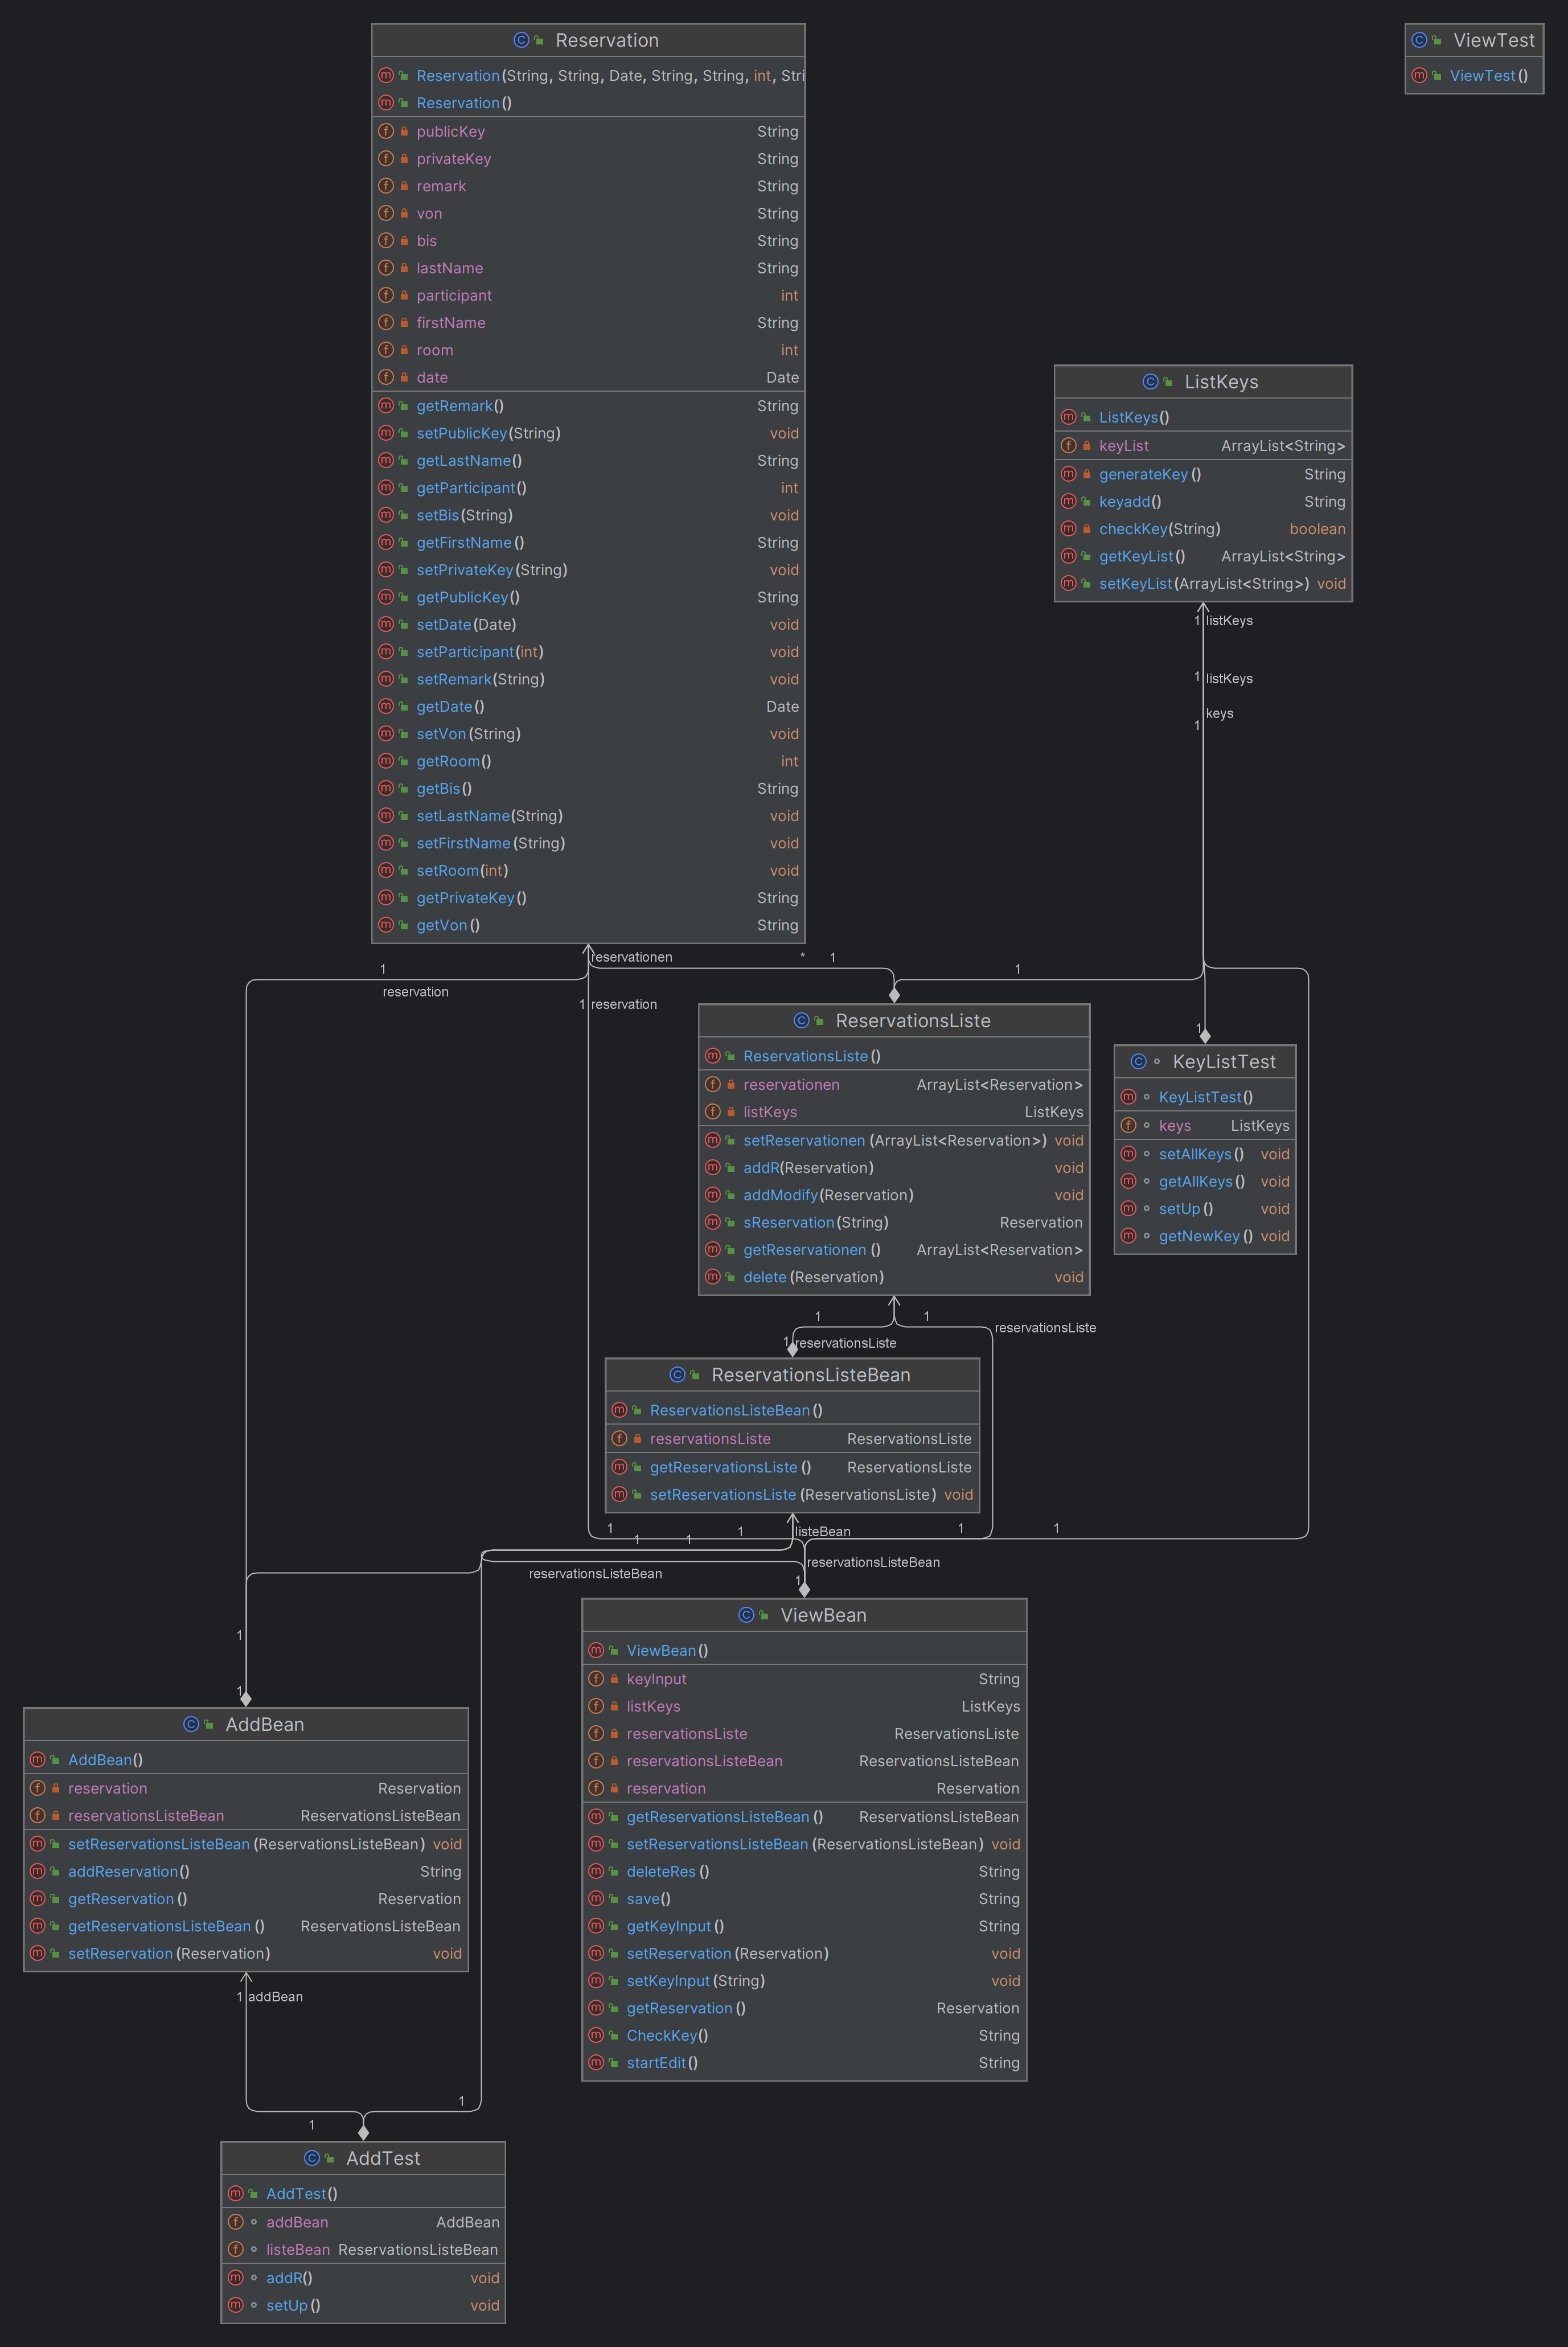 Reservation
Reservation(String, String, Date, String, String, int, Stri
Reservation()
publicKey String
privateKey String
remark String
von String
bis String
lastName String
participant int
firstName String
room int
date Date
getRemark() String
setPublicKey(String) void
getLastName() String
getParticipant() int
setBis(String) void
getFirstName() String
setPrivateKey(String) void
getPublicKey() String
setDate(Date) void
setParticipant(int) void
setRemark(String) void
getDate() Date
setVon(String) void
getRoom() int
getBis() String
setLastName(String) void
setFirstName(String) void
setRoom(int) void
getPrivateKey() String
getVon() String
ViewTest
ViewTest()
ListKeys
ListKeys()
keyList ArrayList<String>
generateKey() String
keyadd() String
checkKey(String) boolean
getKeyList() ArrayList<String>
setKeyList(ArrayList<String>) void
1 listKeys
1 listKeys
keys
1
reservationen * 1
1 1
reservation
1 reservation
1
ReservationsListe
ReservationsListe()
reservationen ArrayList<Reservation>
listKeys ListKeys
setReservationen(ArrayList<Reservation>) void
addR(Reservation) void
addModify(Reservation) void
sReservation(String) Reservation
getReservationen() ArrayList<Reservation>
delete(Reservation) void
KeyListTest
KeyListTest()
keys ListKeys
setAllKeys() void
getAllKeys() void
setUp() void
getNewKey() void
1 1
reservationsListe
1 reservationsListe
ReservationsListeBean
ReservationsListeBean()
reservationsListe ReservationsListe
getReservationsListe() ReservationsListe
setReservationsListe(ReservationsListe) void
1 1 1 1 listeBean 1 1
reservationsListeBean
reservationsListeBean
1
ViewBean
ViewBean()
keyInput String
listKeys ListKeys
reservationsListe ReservationsListe
reservationsListeBean ReservationsListeBean
reservation Reservation
getReservationsListeBean() ReservationsListeBean
setReservationsListeBean(ReservationsListeBean) void
deleteRes() String
save() String
getKeyInput() String
setReservation(Reservation) void
setKeyInput(String) void
getReservation() Reservation
CheckKey() String
startEdit() String
1
1
AddBean
AddBean()
reservation Reservation
reservationsListeBean ReservationsListeBean
setReservationsListeBean(ReservationsListeBean) void
addReservation() String
getReservation() Reservation
getReservationsListeBean() ReservationsListeBean
setReservation(Reservation) void
1 addBean
1
1
AddTest
AddTest()
addBean AddBean
listeBean ReservationsListeBean
addR() void
setUp() void